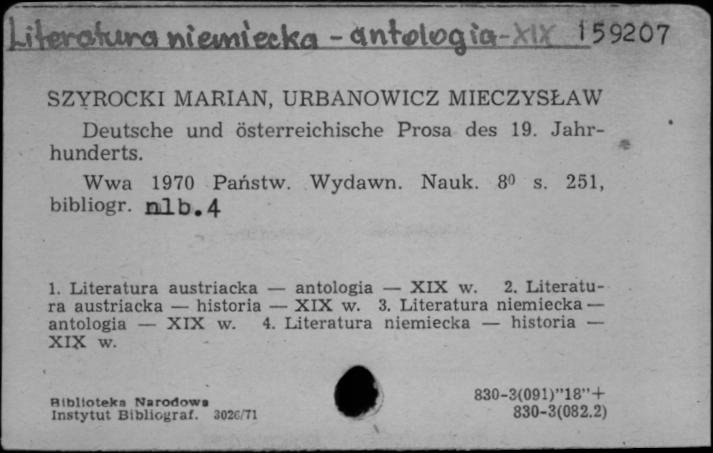 Literatura niemiecka - antologia - XIX 159207
SZYROCKI MARIAN, URBANOWICZ MIECZYSŁAW
Deutsche und österreichische Prosa des 19. Jahr-
hunderts.
Wwa 1970 Państw. Wydawn. Nauk. 8⁰ s. 251,
bibliogr. nlb.4
1. Literatura austriacka — antologia — XIX w. 2. Literatu-
ra austriacka — historia — XIX w. 3. Literatura niemiecka —
antologia — XIX w. 4. Literatura niemiecka — historia —
XIX w.
Biblioteka Narodowa 830-3(091)"18"+
Instytut Bibliograf. 3026/71 830-3(082.2)